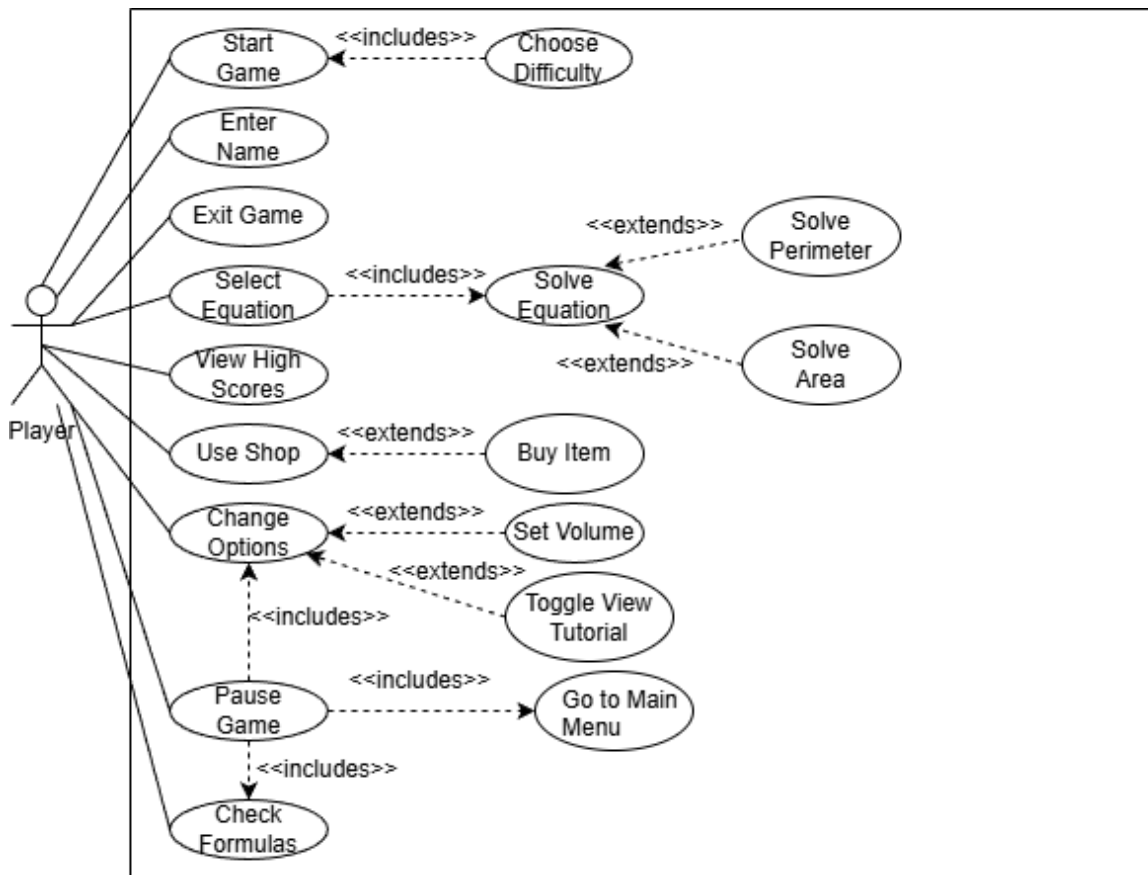 Start
Game
<<includes>>
Choose
Difficulty
Enter
Name
Exit Game
<<extends>>
Solve
Perimeter
Select
Equation
<<includes>>
Solve
Equation
<<extends>>
Solve
Area
View High
Scores
Player
Use Shop
<<extends>>
Buy Item
Change
Options
<<extends>>
Set Volume
<<extends>>
Toggle View
Tutorial
<<includes>>
Pause
Game
<<includes>>
Go to Main
Menu
<<includes>>
Check
Formulas